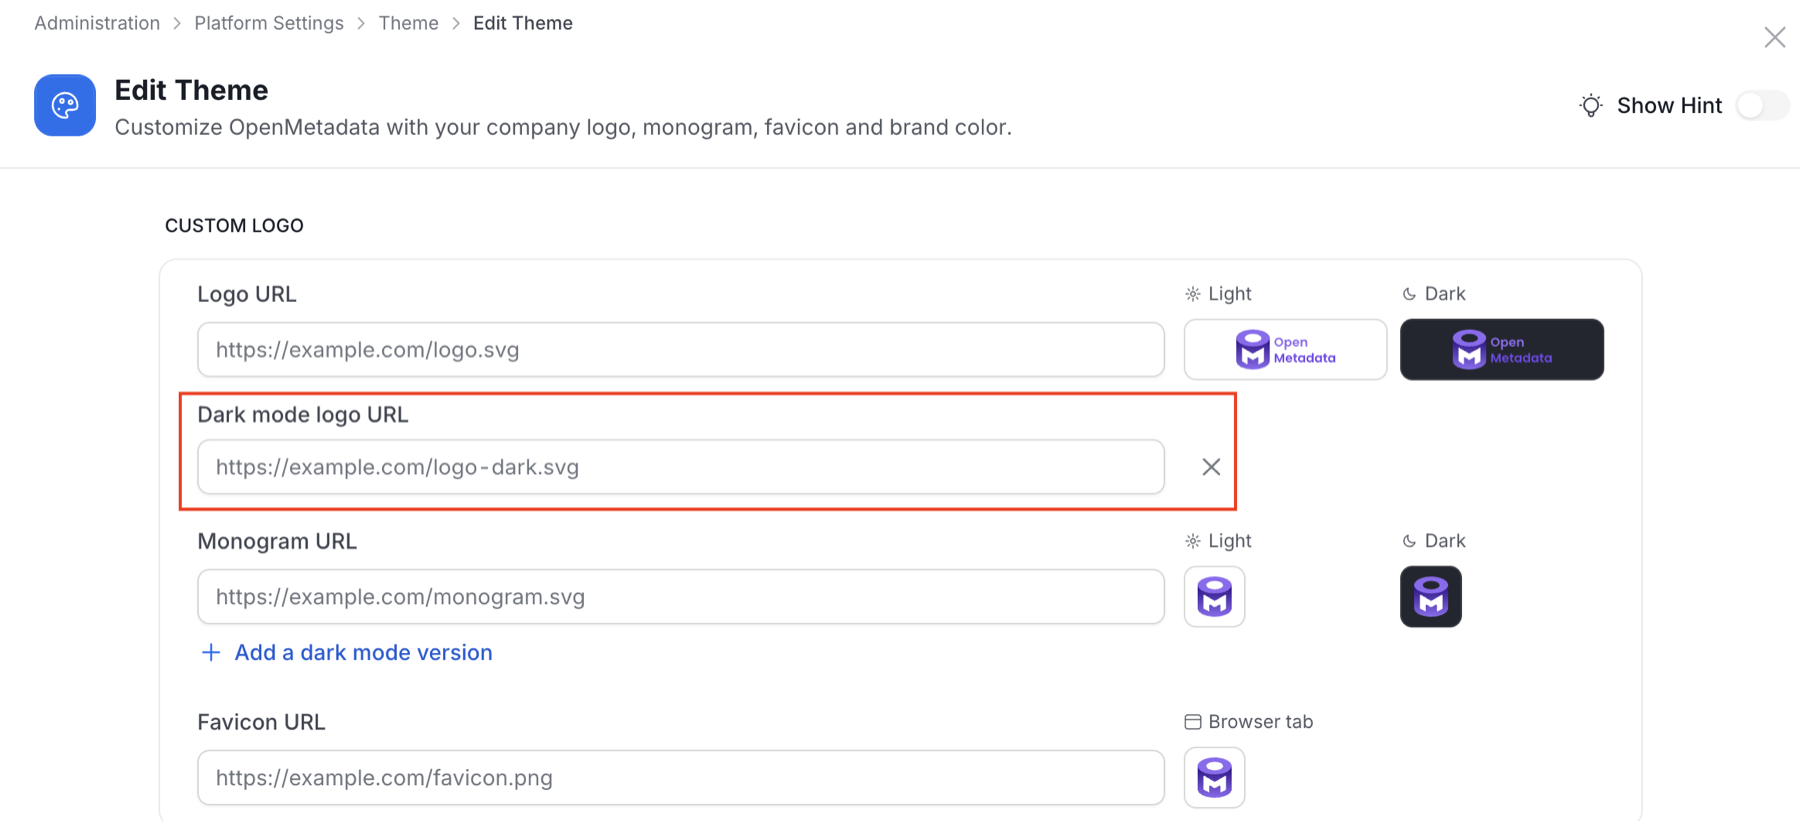 Administration > Platform Settings > Theme > Edit Theme
Edit Theme
Customize OpenMetadata with your company logo, monogram, favicon and brand color.
Show Hint
CUSTOM LOGO
Logo URL
Light
Dark
https://example.com/logo.svg
Open
Metadata
Open
Metadata
Dark mode logo URL
https://example.com/logo-dark.svg
Monogram URL
Light
Dark
https://example.com/monogram.svg
+ Add a dark mode version
Favicon URL
Browser tab
https://example.com/favicon.png